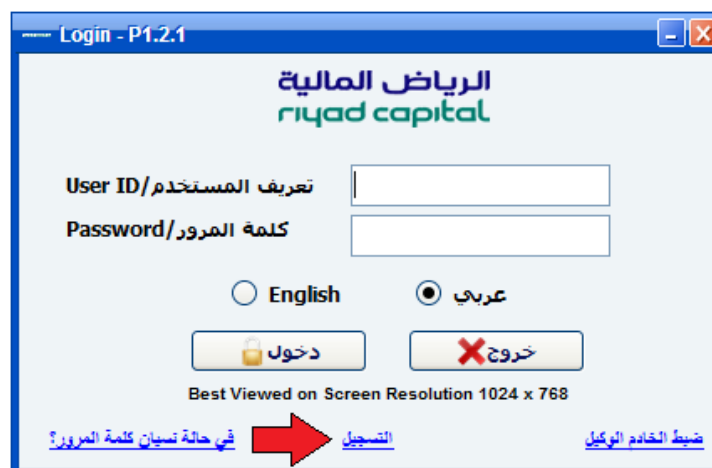 Login - P1.2.1
الرياض المالية
riyad capital
User ID/تعريف المستخدم
Password/كلمة المرور
English عربي
دخول خروج
Best Viewed on Screen Resolution 1024 x 768
في حالة نسيان كلمة المرور؟ التسجيل ضبط الخادم الوكيل